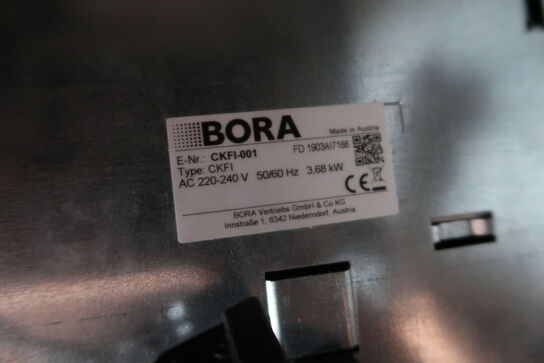 BORA
Made in Austria
E-Nr.: CKFI-001
FD 1903AI7186
Type: CKFI
AC 220-240 V 50/60 Hz 3,68 kW
CE
BORA Vertriebs GmbH & Co KG
Innstraße 1, 6342 Niederndorf, Austria